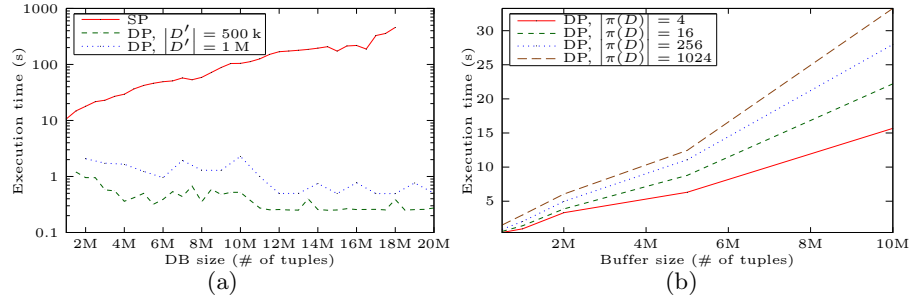 1000
100
10
1
0.1
Execution time (s)
SP
DP, |D′| = 500 k
DP, |D′| = 1 M
2M 4M 6M 8M 10M 12M 14M 16M 18M 20M
DB size (# of tuples)
(a)
30
25
20
15
10
5
Execution time (s)
DP, |π(D)| = 4
DP, |π(D)| = 16
DP, |π(D)| = 256
DP, |π(D)| = 1024
2M 4M 6M 8M 10M
Buffer size (# of tuples)
(b)